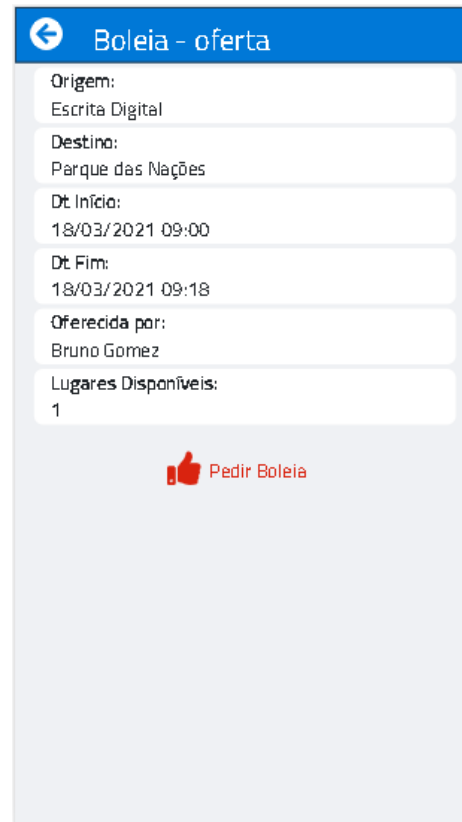 Boleia - oferta
Origem:
Escrita Digital
Destino:
Parque das Nações
Dt Início:
18/03/2021 09:00
Dt Fim:
18/03/2021 09:18
Oferecida por:
Bruno Gomez
Lugares Disponíveis:
1
Pedir Boleia